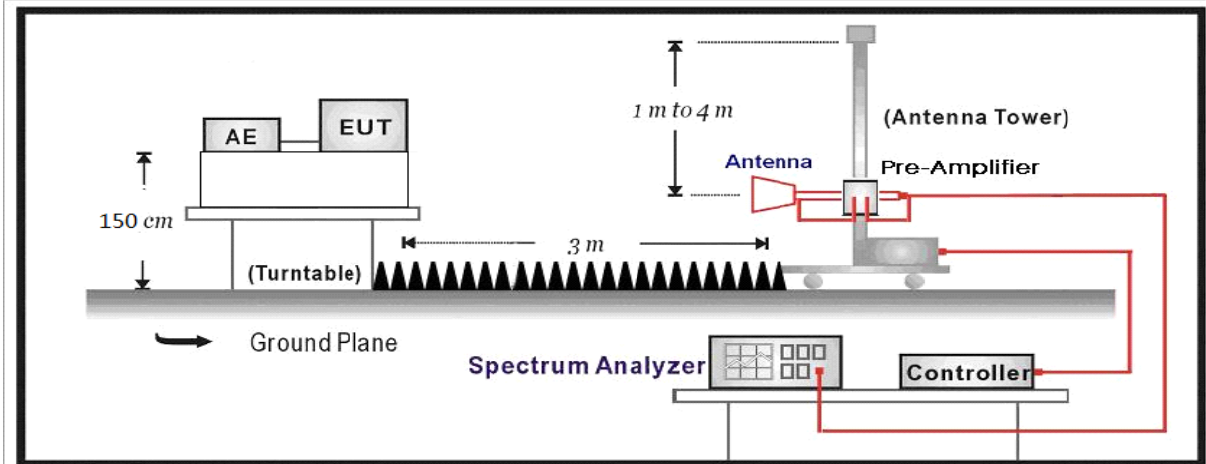 1 m to 4 m
(Antenna Tower)
AE
EUT
Antenna
Pre-Amplifier
150 cm
3 m
(Turntable)
Ground Plane
Spectrum Analyzer
Controller